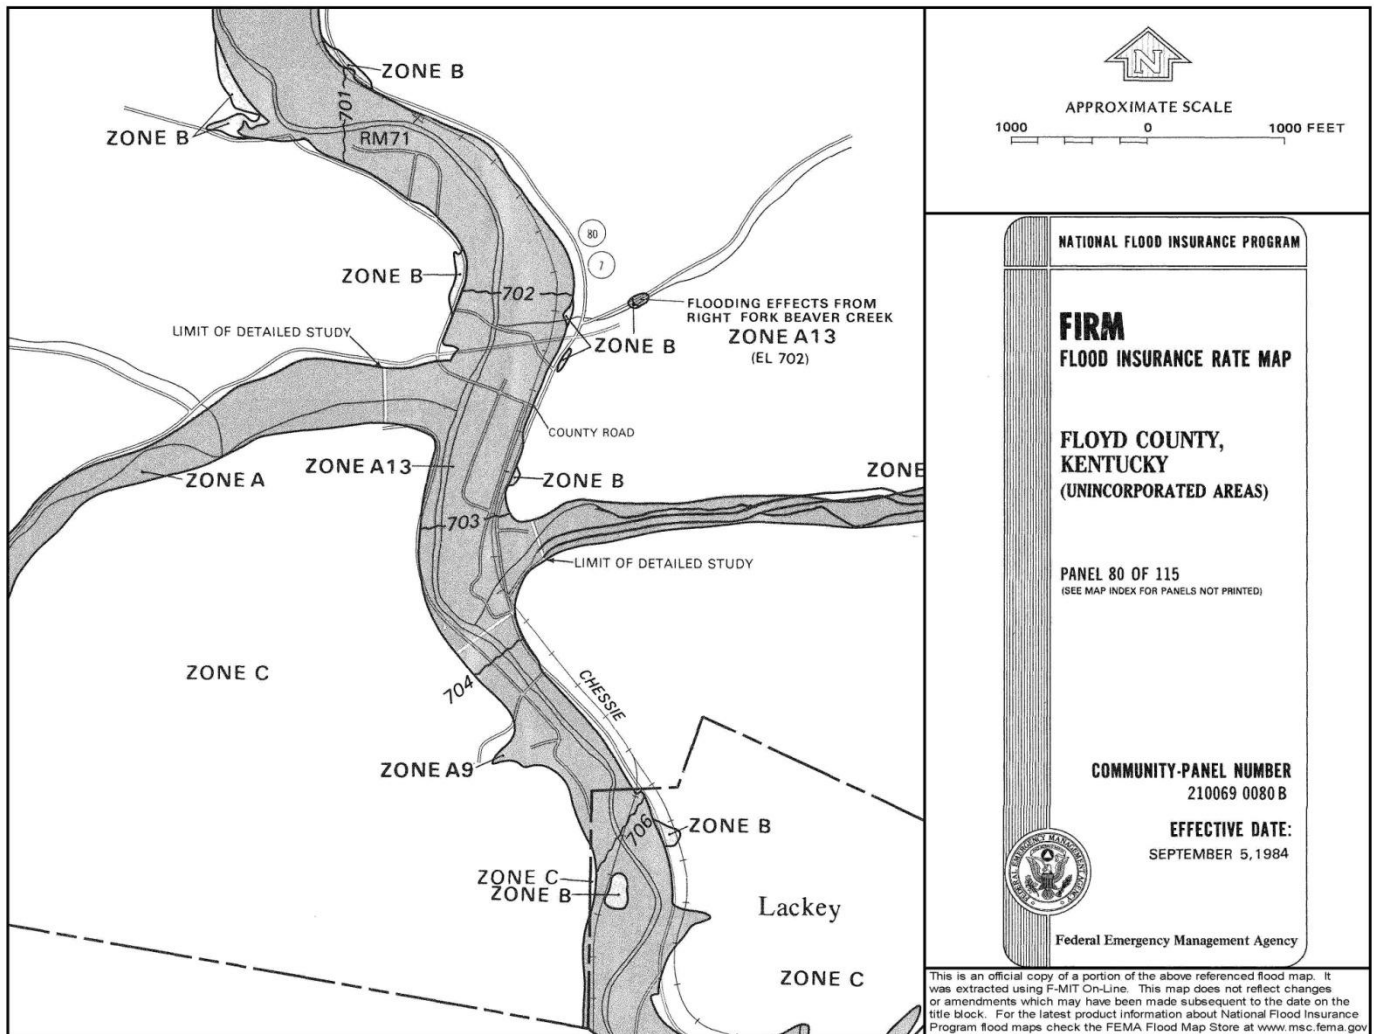 ZONE B
701
ZONE B
RM71
80
7
ZONE B
702
FLOODING EFFECTS FROM
RIGHT FORK BEAVER CREEK
ZONE A13
(EL 702)
LIMIT OF DETAILED STUDY
ZONE B
COUNTY ROAD
ZONE A13
ZONE A
ZONE B
ZONE
703
LIMIT OF DETAILED STUDY
ZONE C
704
CHESSIE
ZONE A9
706
ZONE B
ZONE C
ZONE B
Lackey
ZONE C
N
APPROXIMATE SCALE
1000 0 1000 FEET
NATIONAL FLOOD INSURANCE PROGRAM
FIRM
FLOOD INSURANCE RATE MAP
FLOYD COUNTY,
KENTUCKY
(UNINCORPORATED AREAS)
PANEL 80 OF 115
(SEE MAP INDEX FOR PANELS NOT PRINTED)
COMMUNITY-PANEL NUMBER
210069 0080 B
EFFECTIVE DATE:
SEPTEMBER 5, 1984
FEDERAL EMERGENCY MANAGEMENT AGENCY
Federal Emergency Management Agency
This is an official copy of a portion of the above referenced flood map. It
was extracted using F-MIT On-Line. This map does not reflect changes
or amendments which may have been made subsequent to the date on the
title block. For the latest product information about National Flood Insurance
Program flood maps check the FEMA Flood Map Store at www.msc.fema.gov